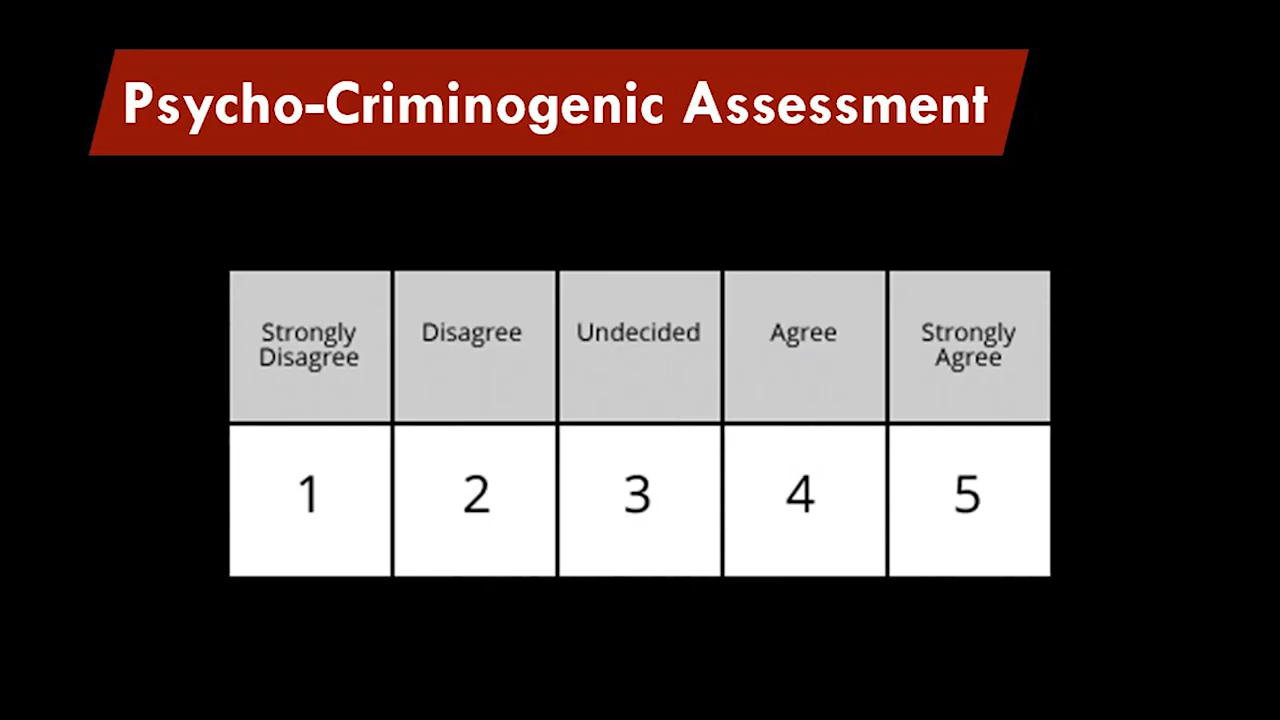 Psycho-Criminogenic Assessment
Strongly
Disagree
Disagree
Undecided
Agree
Strongly
Agree
1
2
3
4
5